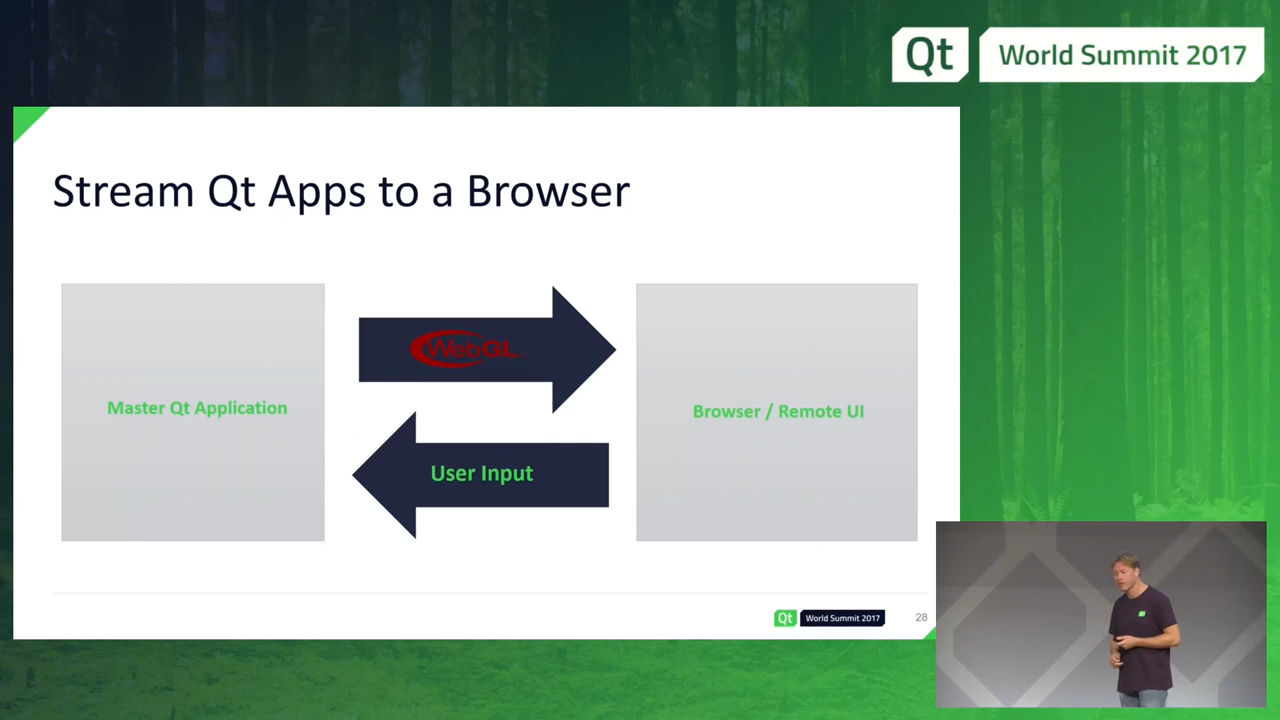 Qt World Summit 2017
Stream Qt Apps to a Browser
WebGL
Master Qt Application
Browser / Remote UI
User Input
Qt World Summit 2017
28